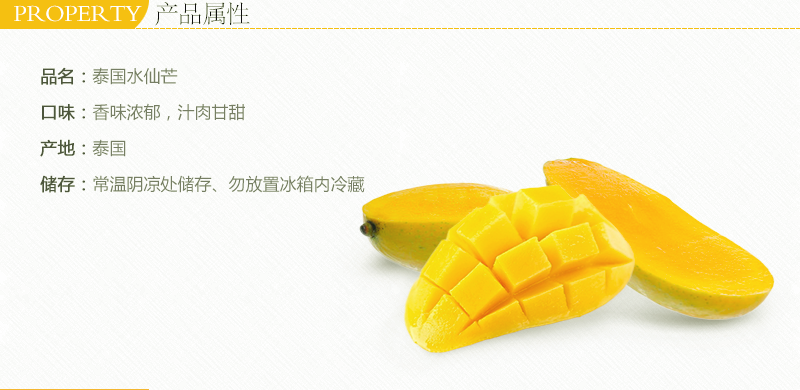 PROPERTY 产品属性
品名：泰国水仙芒
口味：香味浓郁，汁肉甘甜
产地：泰国
储存：常温阴凉处储存、勿放置冰箱内冷藏